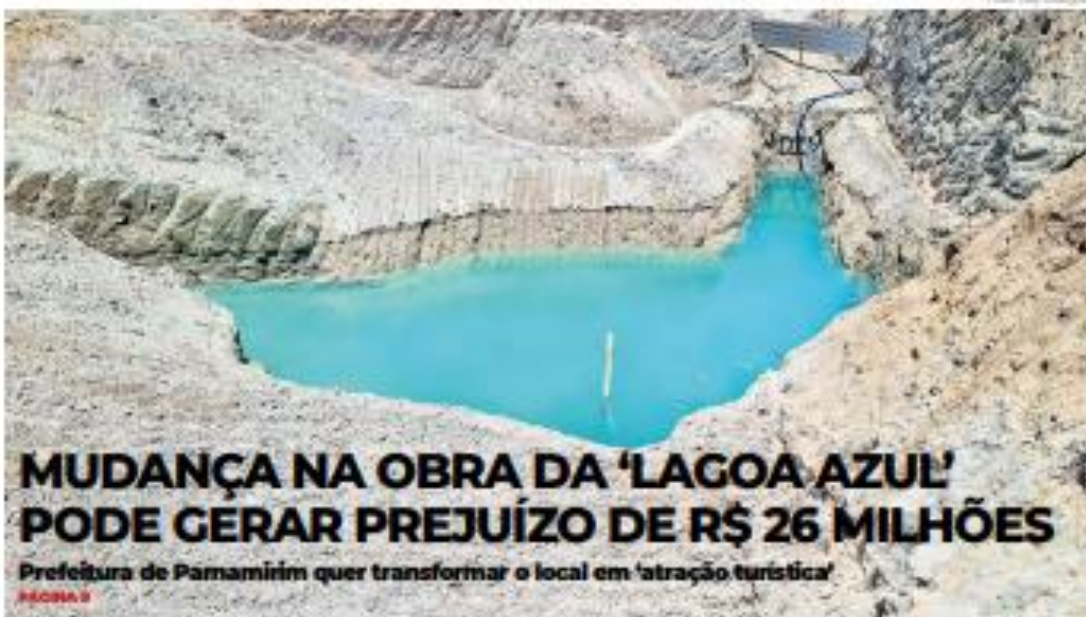 MUDANÇA NA OBRA DA ‘LAGOA AZUL’
PODE GERAR PREJUÍZO DE R$ 26 MILHÕES
Prefeitura de Parnamirim quer transformar o local em ‘atração turística’
PÁGINA